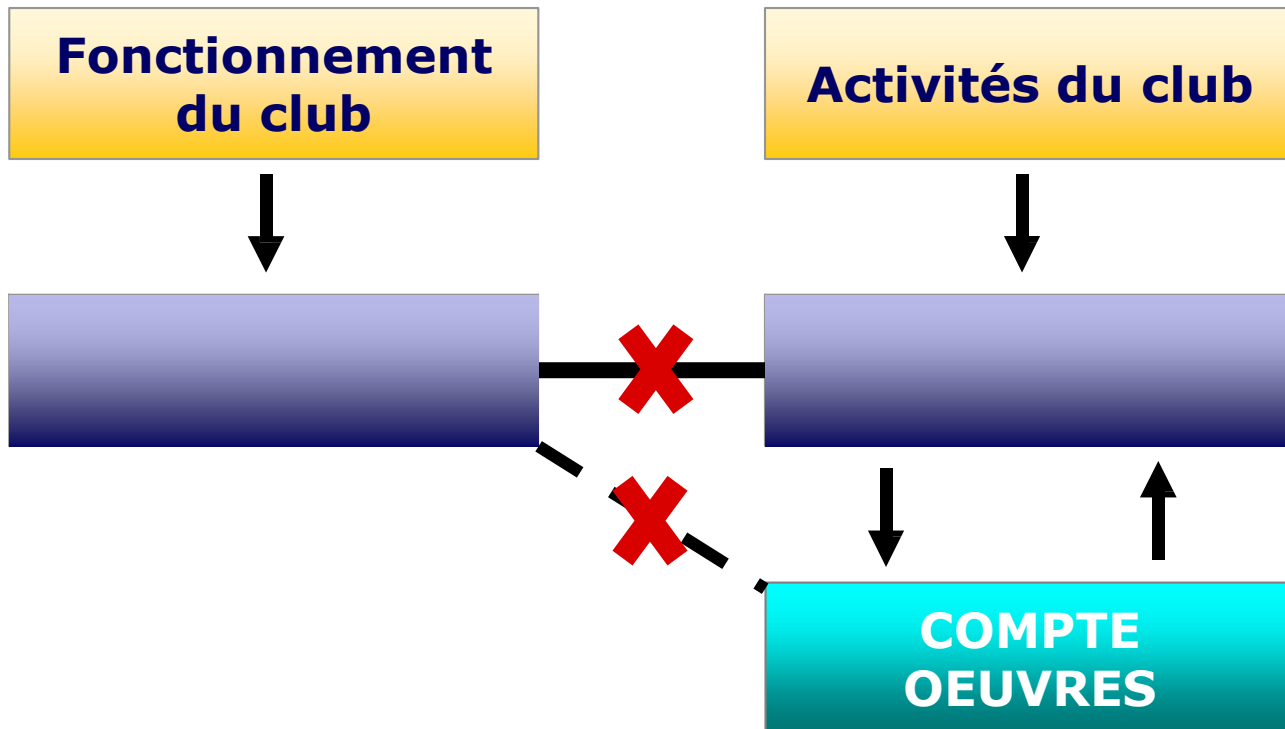 Fonctionnement
du club
Activités du club
COMPTE
OEUVRES